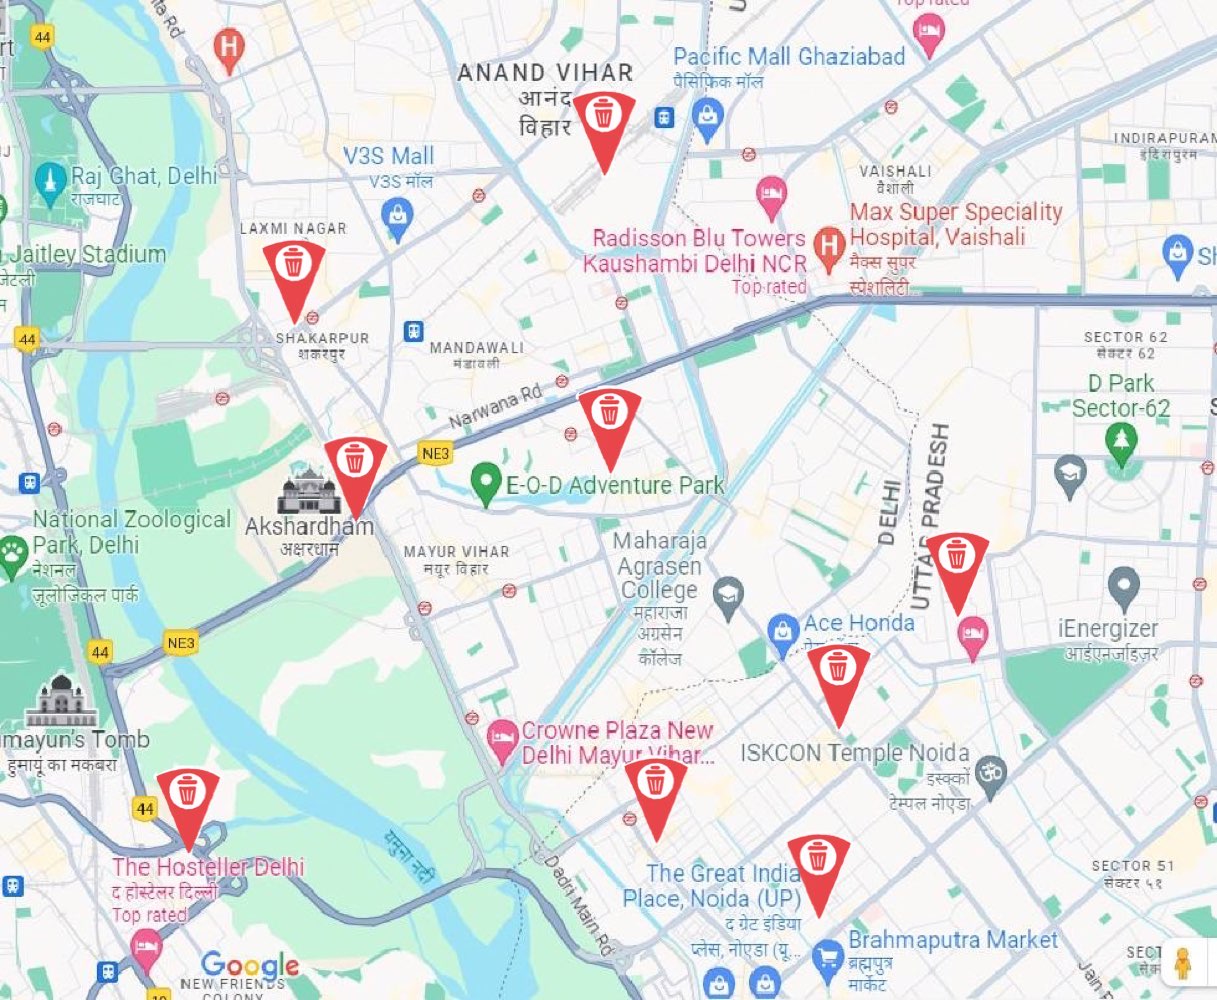 Top rated
44
H
ANAND VIHAR
आनंद
विहार
Pacific Mall Ghaziabad
पैसिफ़िक मॉल
INDIRAPURAM
इंदिरापुरम
V3S Mall
V3S मॉल
Raj Ghat, Delhi
राजघाट
VAISHALI
वैशाली
LAXMI NAGAR
Max Super Speciality
Hospital, Vaishali
मैक्स सुपर
स्पेशलिटी...
H
Radisson Blu Towers
Kaushambi Delhi NCR
Top rated
Jaitley Stadium
जेटली
Sh
44
SHAKARPUR
शकरपुर
MANDAWALI
मंडावली
SECTOR 62
सेक्टर 62
D Park
Sector-62
Narwana Rd
NE3
E-O-D Adventure Park
DELHI
UTTAR PRADESH
Akshardham
अक्षरधाम
National Zoological
Park, Delhi
नेशनल
जूलोजिकल पार्क
MAYUR VIHAR
मयूर विहार
Maharaja
Agrasen
College
महाराजा
अग्रसेन
कॉलेज
Ace Honda
iEnergizer
आईएनर्जाइज़र
NE3
44
umayun's Tomb
हुमायूं का मकबरा
Crowne Plaza New
Delhi Mayur Vihar...
ISKCON Temple Noida
इस्कॉन
टेम्पल नोएडा
44
यमुना नदी
The Hosteller Delhi
द होस्टेलर दिल्ली
Top rated
Dadri Main Rd
The Great India
Place, Noida (UP)
द ग्रेट इंडिया
प्लेस, नोएडा (यू...
SECTOR 51
सेक्टर ५१
Brahmaputra Market
ब्रह्मपुत्र
मार्केट
SECT
Google
NEW FRIENDS
COLONY